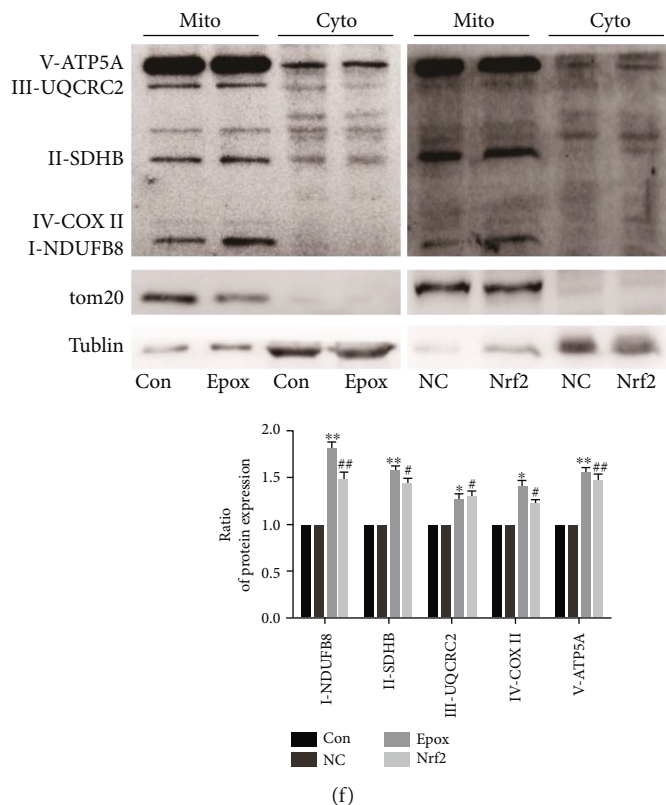 Mito Cyto Mito Cyto
V-ATP5A
III-UQCRC2
II-SDHB
IV-COX II
I-NDUFB8
tom20
Tublin
Con Epox Con Epox NC Nrf2 NC Nrf2
Ratio
of protein expression
2.0
1.5
1.0
0.5
0.0
** ## ** # * # * # ** ##
I-NDUFB8
II-SDHB
III-UQCRC2
IV-COX II
V-ATP5A
Con Epox
NC Nrf2
(f)